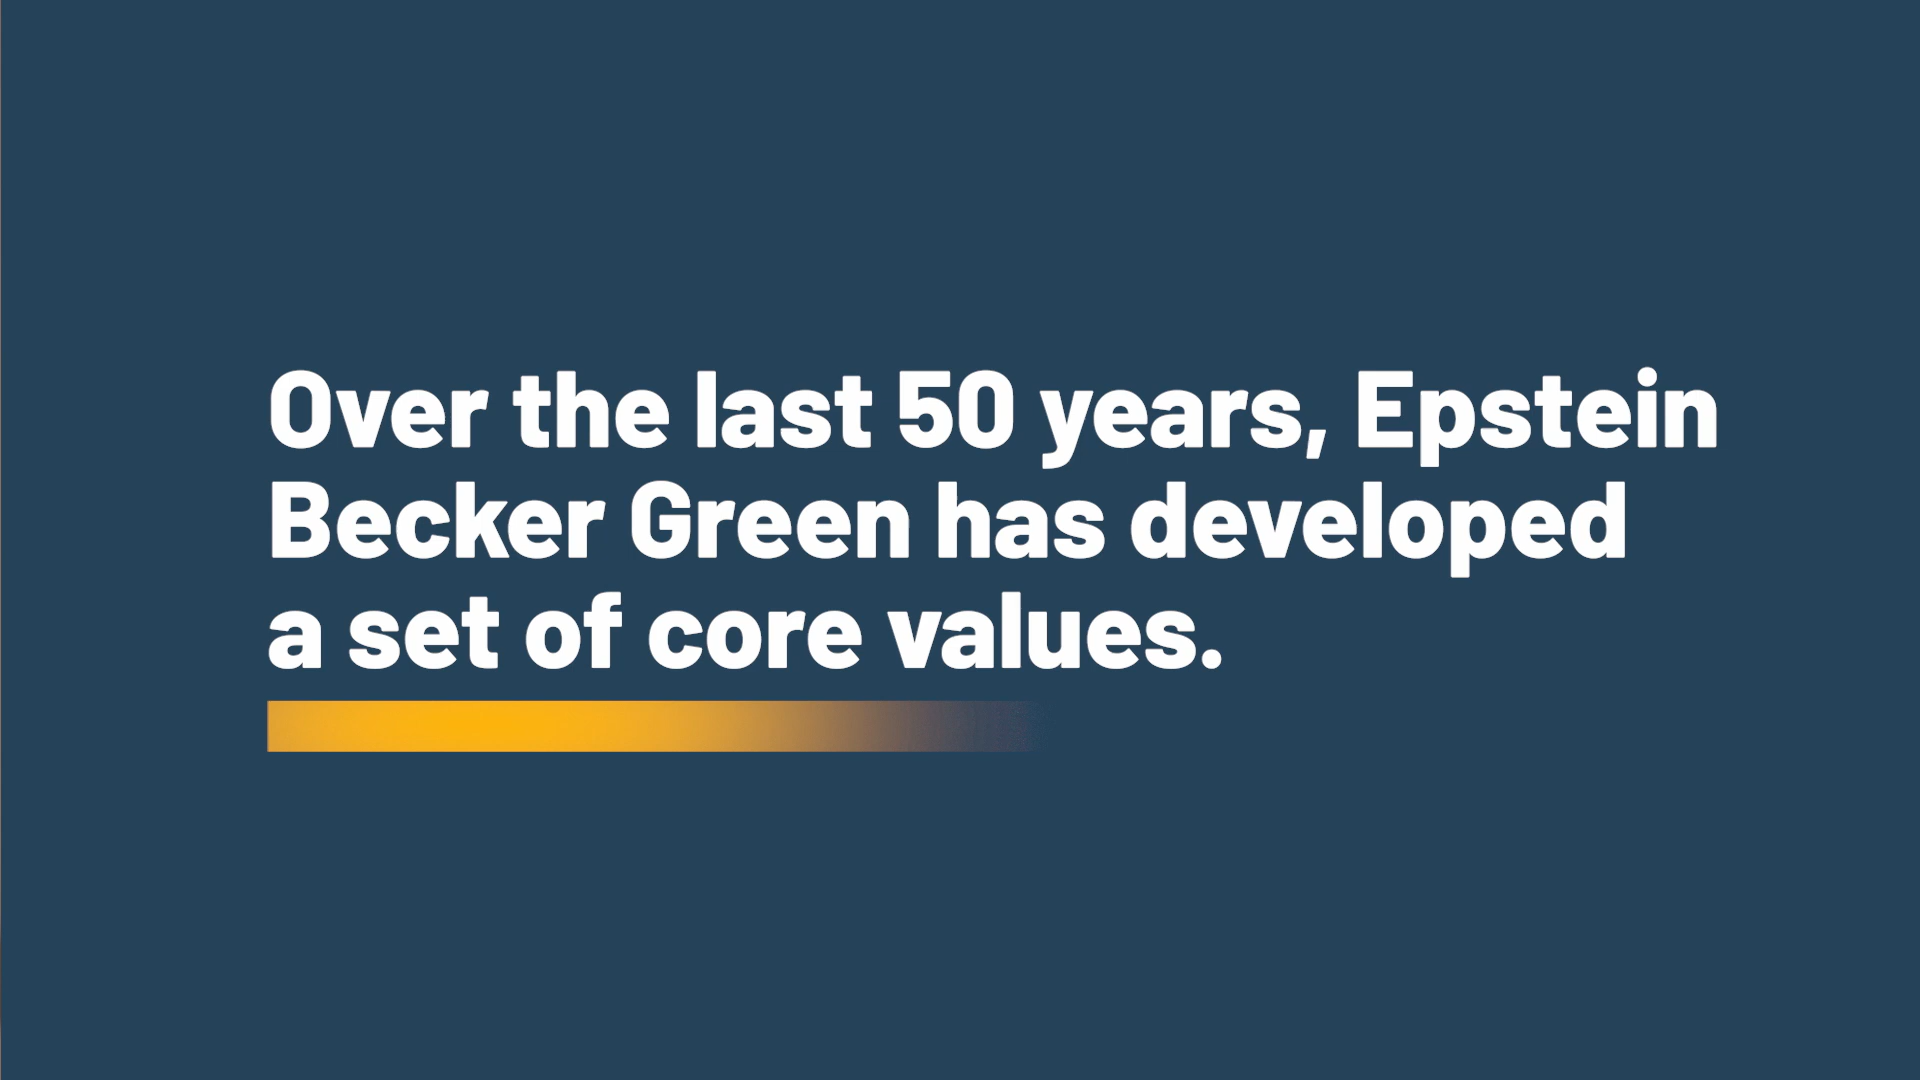 Over the last 50 years, Epstein
Becker Green has developed
a set of core values.